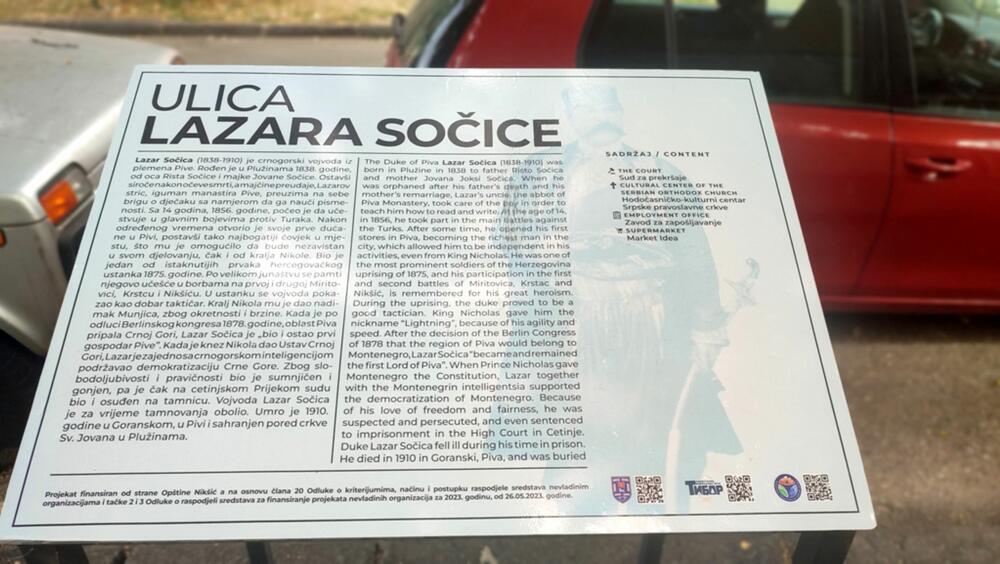 ULICA
LAZARA SOČICE
Lazar Sočica (1838-1910) je crnogorski vojvoda iz
plemena Pive. Rođen je u Plužinama 1838. godine,
od oca Rista Sočice i majke Jovane Sočice. Ostavši
siroče nakon očeve smrti, a majčine preudaje, Lazarov
stric, iguman manastira Pive, preuzima na sebe
brigu o dječaku sa namjerom da ga nauči pisme-
nosti. Sa 14 godina, 1856. godine, počeo je da uče-
stvuje u glavnim bojevima protiv Turaka. Nakon
određenog vremena otvorio je svoje prve duća-
ne u Pivi, postavši tako najbogatiji čovjek u mje-
stu, što mu je omogućilo da bude nezavistan
u svom djelovanju, čak i od kralja Nikole. Bio je
jedan od istaknutijih prvaka hercegovačkog
ustanka 1875. godine. Po velikom junaštvu se pamti
njegovo učešće u borbama na prvoj i drugoj Mirito-
vici, Krstcu i Nikšiću. U ustanku se vojvoda poka-
zao kao dobar taktičar. Kralj Nikola mu je dao nadi-
mak Munjica, zbog okretnosti i brzine. Kada je po
odluci Berlinskog kongresa 1878. godine, oblast Piva
pripala Crnoj Gori, Lazar Sočica je „bio i ostao prvi
gospodar Pive". Kada je knez Nikola dao Ustav Crnoj
Gori, Lazar je zajedno sa crnogorskom inteligencijom
podržavao demokratizaciju Crne Gore. Zbog slo-
bodoljubivosti i pravičnosti bio je sumnjičen i
gonjen, pa je čak na cetinjskom Prijekom sudu
bio i osuđen na tamnicu. Vojvoda Lazar Sočica
je za vrijeme tamnovanja obolio. Umro je 1910.
godine u Goranskom, u Pivi i sahranjen pored crkve
Sv. Jovana u Plužinama.
The Duke of Piva Lazar Sočica (1838-1910) was
born in Plužine in 1838 to father Risto Sočica
and mother Jovana Sočica. When he
was orphaned after his father's death and his
mother's remarriage, Lazar's uncle, the abbot of
Piva Monastery, took care of the boy in order to
teach him how to read and write. At the age of 14,
in 1856, he took part in the main battles against
the Turks. After some time, he opened his first
stores in Piva, becoming the richest man in the
city, which allowed him to be independent in his
activities, even from King Nicholas. He was one of
the most prominent soldiers of the Herzegovina
uprising of 1875, and his participation in the first
and second battles of Miritovica, Krstac and
Nikšić, is remembered for his great heroism.
During the uprising, the duke proved to be a
good tactician. King Nicholas gave him the
nickname "Lightning", because of his agility and
speed. After the decision of the Berlin Congress
of 1878 that the region of Piva would belong to
Montenegro, Lazar Sočica "became and remained
the first Lord of Piva". When Prince Nicholas gave
Montenegro the Constitution, Lazar together
with the Montenegrin intelligentsia supported
the democratization of Montenegro. Because
of his love of freedom and fairness, he was
suspected and persecuted, and even sentenced
to imprisonment in the High Court in Cetinje.
Duke Lazar Sočica fell ill during his time in prison.
He died in 1910 in Goranski, Piva, and was buried
SADRŽAJ / CONTENT
THE COURT
Sud za prekršaje
CULTURAL CENTER OF THE
SERBIAN ORTHODOX CHURCH
Hodočasničko-kulturni centar
Srpske pravoslavne crkve
EMPLOYMENT OFFICE
Zavod za zapošljavanje
SUPERMARKET
Market Idea
Projekat finansiran od strane Opštine Nikšić a na osnovu člana 20 Odluke o kriterijumima, načinu i postupku raspodjele sredstava nevladinim
organizacijama i tačke 2 i 3 Odluke o raspodjeli sredstava za finansiranje projekata nevladinih organizacija za 2023. godinu, od 26.05.2023. godine.
ТИБОР